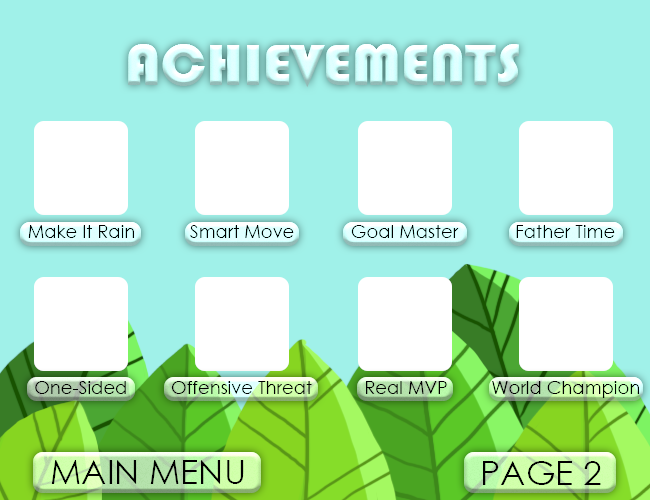 ACHIEVEMENTS
Make It Rain
Smart Move
Goal Master
Father Time
One-Sided
Offensive Threat
Real MVP
World Champion
MAIN MENU
PAGE 2